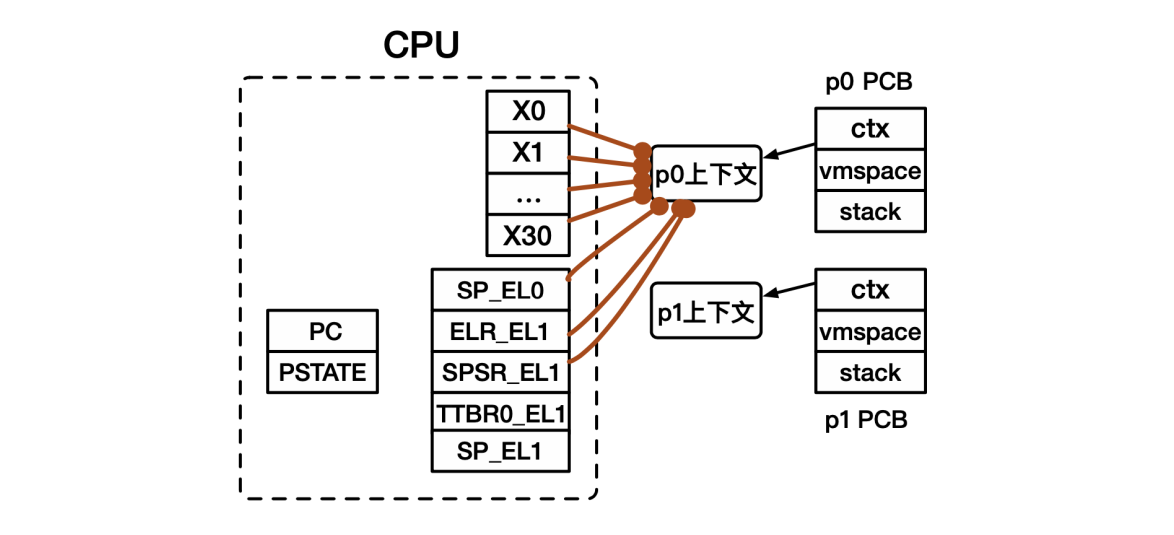 CPU
X0
X1
...
X30
SP_EL0
ELR_EL1
SPSR_EL1
TTBR0_EL1
SP_EL1
PC
PSTATE
p0上下文
p1上下文
p0 PCB
ctx
vmspace
stack
ctx
vmspace
stack
p1 PCB